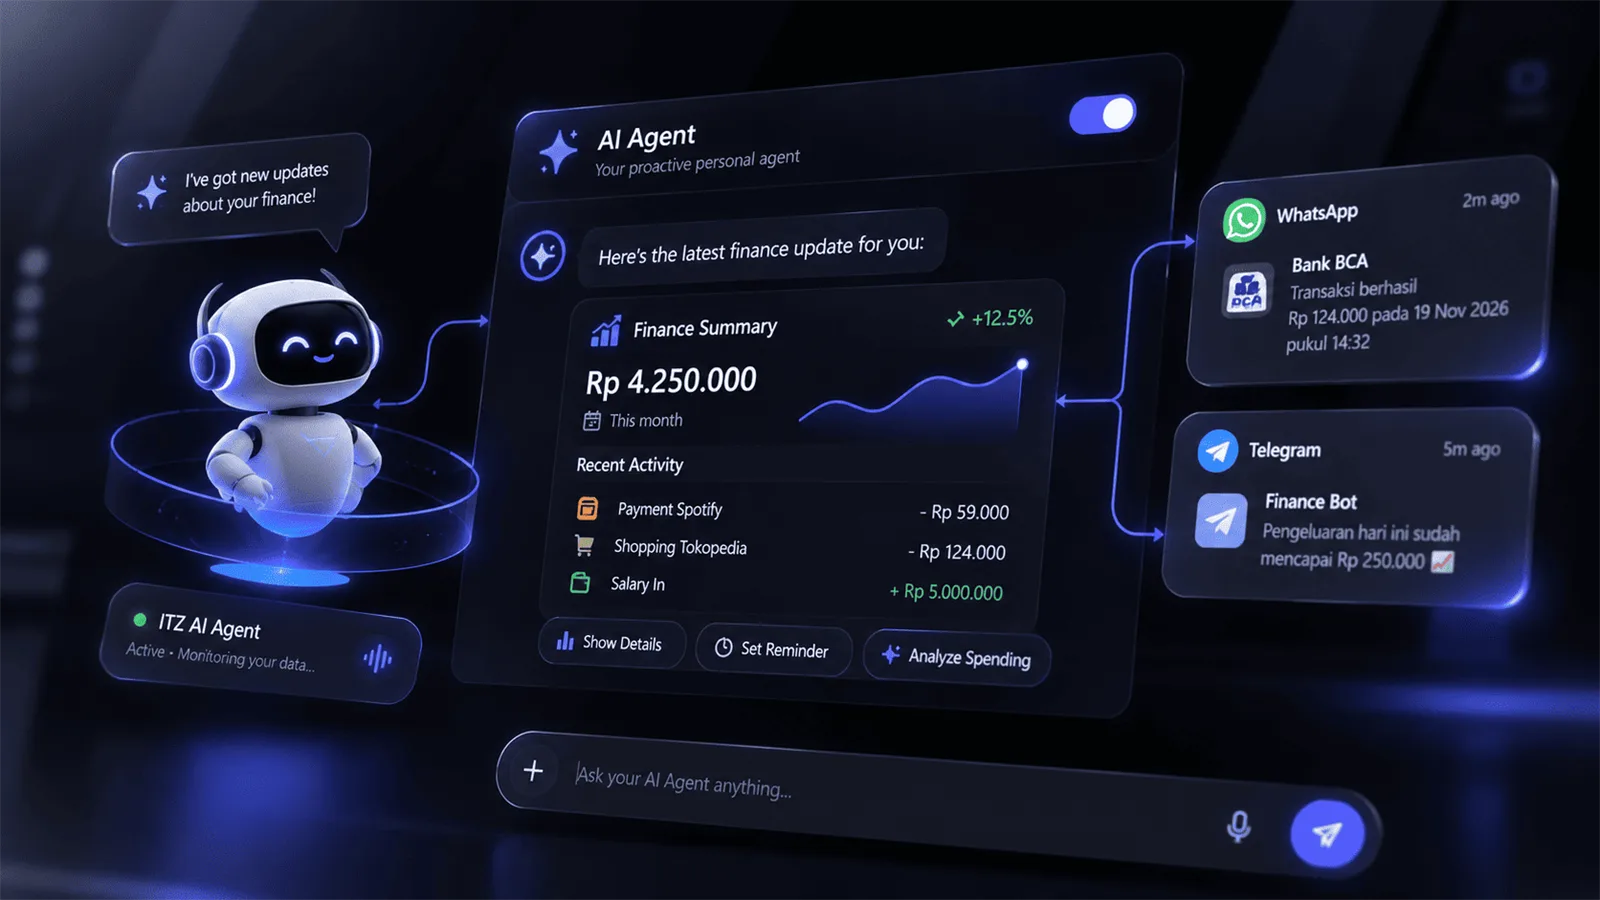 I've got new updates
about your finance!
ITZ AI Agent
Active • Monitoring your data...
AI Agent
Your proactive personal agent
Here's the latest finance update for you:
Finance Summary
+12.5%
Rp 4.250.000
This month
Recent Activity
Payment Spotify - Rp 59.000
Shopping Tokopedia - Rp 124.000
Salary In + Rp 5.000.000
Show Details
Set Reminder
Analyze Spending
Ask your AI Agent anything...
WhatsApp 2m ago
BCA
Bank BCA
Transaksi berhasil
Rp 124.000 pada 19 Nov 2026
pukul 14:32
Telegram 5m ago
Finance Bot
Pengeluaran hari ini sudah
mencapai Rp 250.000